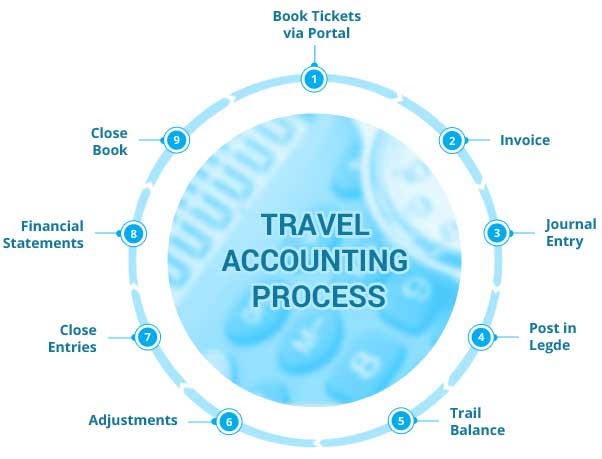 Book Tickets
via Portal
1
2
Invoice
3
Journal
Entry
4
Post in
Legde
5
Trail
Balance
6
Adjustments
7
Close
Entries
8
Financial
Statements
9
Close
Book
TRAVEL
ACCOUNTING
PROCESS